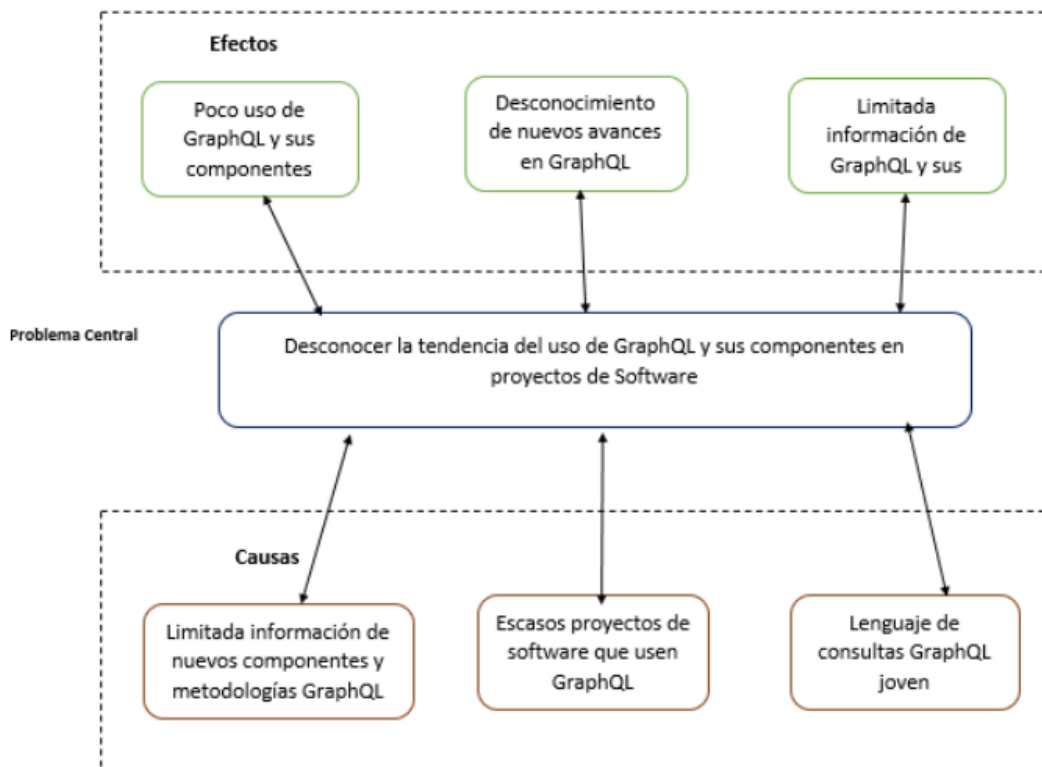 Efectos
Poco uso de
GraphQL y sus
componentes
Desconocimiento
de nuevos avances
en GraphQL
Limitada
información de
GraphQL y sus
Problema Central
Desconocer la tendencia del uso de GraphQL y sus componentes en
proyectos de Software
Causas
Limitada información de
nuevos componentes y
metodologías GraphQL
Escasos proyectos de
software que usen
GraphQL
Lenguaje de
consultas GraphQL
joven